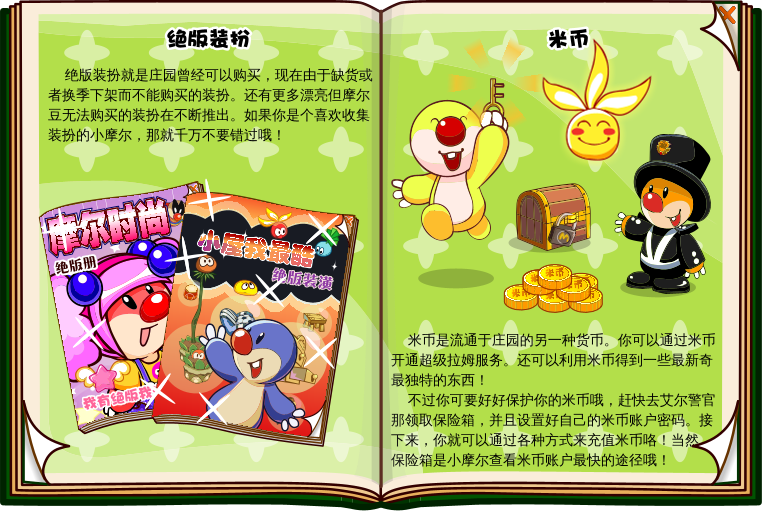 绝版装扮
绝版装扮就是庄园曾经可以购买，现在由于缺货或
者换季下架而不能购买的装扮。还有更多漂亮但摩尔
豆无法购买的装扮在不断推出。如果你是个喜欢收集
装扮的小摩尔，那就千万不要错过哦！
摩尔时尚
绝版册
我有绝版我
小屋我最酷
绝版装潢
米币
米币
米币
米币
米币
米币是流通于庄园的另一种货币。你可以通过米币
开通超级拉姆服务。还可以利用米币得到一些最新奇
最独特的东西！
不过你可要好好保护你的米币哦，赶快去艾尔警官
那领取保险箱，并且设置好自己的米币账户密码。接
下来，你就可以通过各种方式来充值米币咯！当然，
保险箱是小摩尔查看米币账户最快的途径哦！